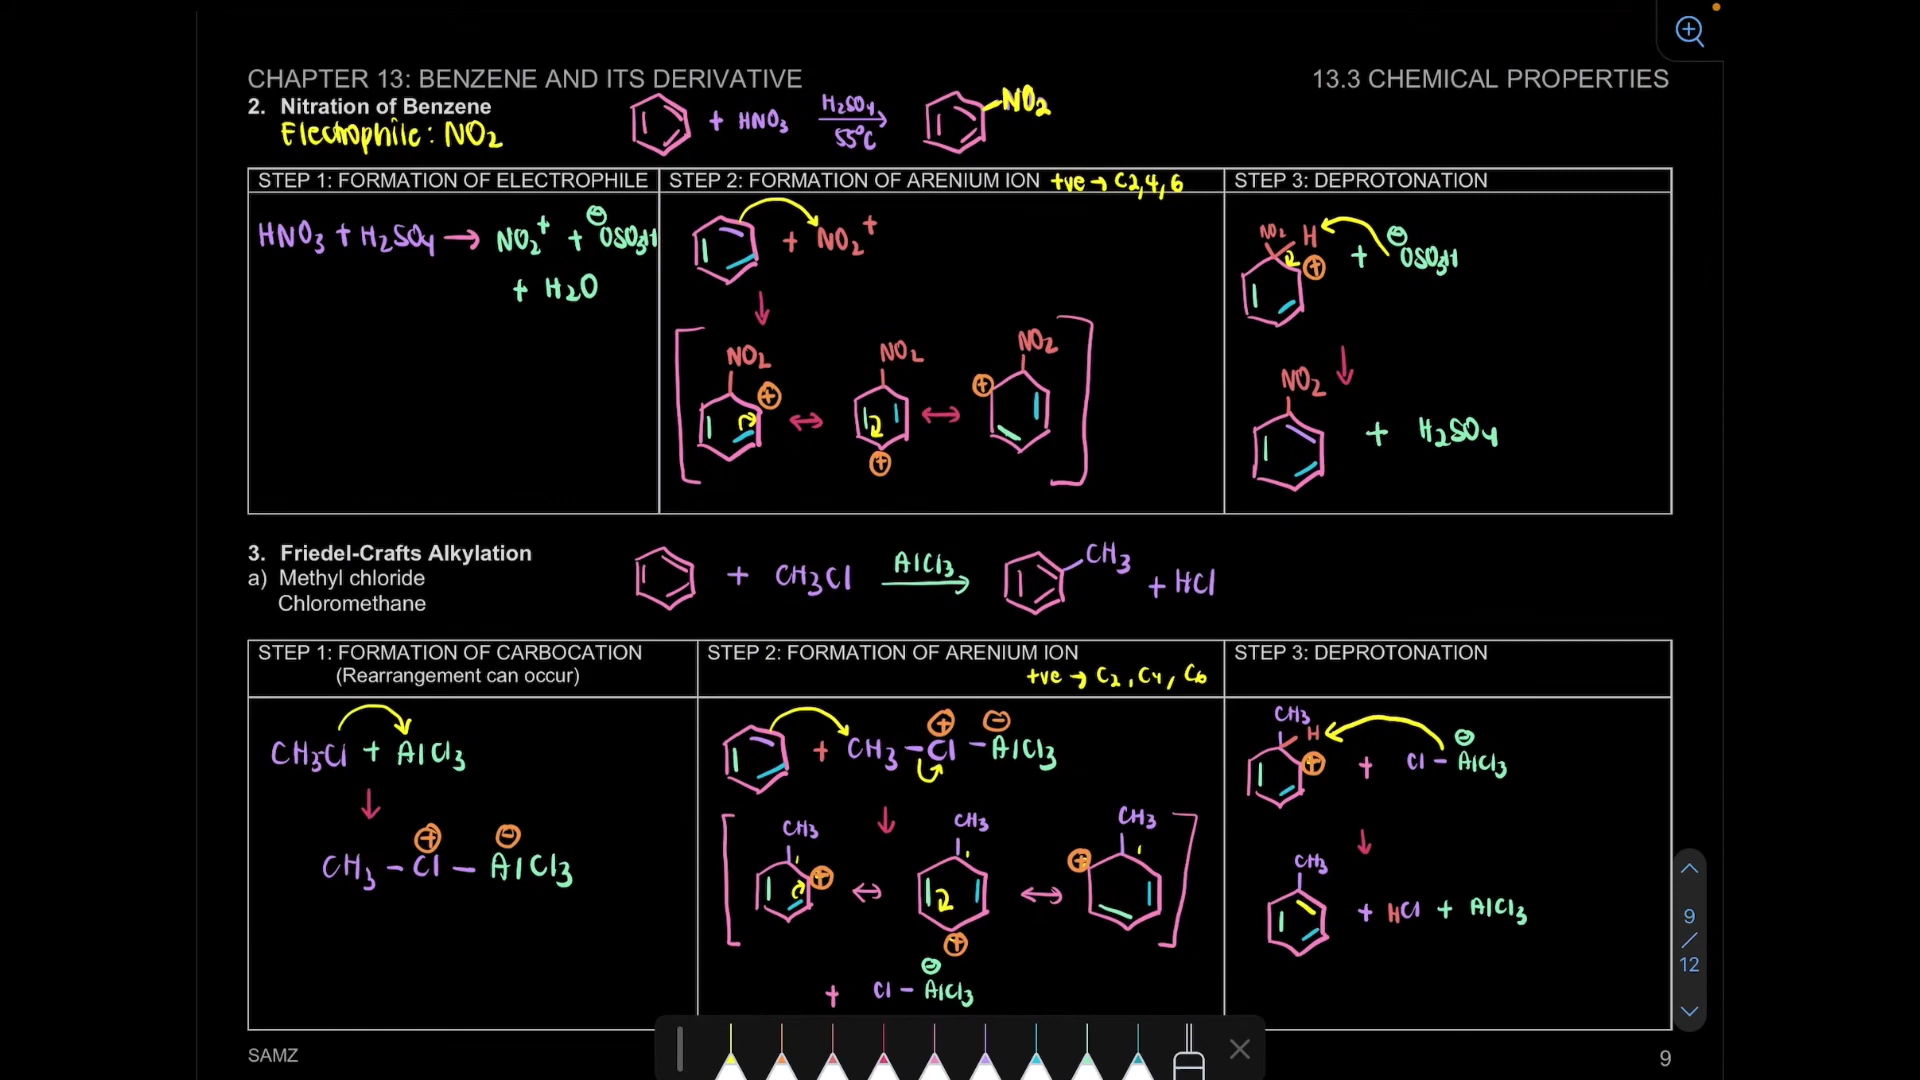 CHAPTER 13: BENZENE AND ITS DERIVATIVE
13.3 CHEMICAL PROPERTIES
2. Nitration of Benzene
Electrophile: NO2
+ HNO3
H2SO4
55°C
NO2
STEP 1: FORMATION OF ELECTROPHILE
HNO3 + H2SO4 → NO2+ + ⊖OSO3H
+ H2O
STEP 2: FORMATION OF ARENIUM ION +ve → C2,4,6
+ NO2+
↓
NO2 ⊕ ↔ NO2 ⊕ ↔ NO2 ⊕
STEP 3: DEPROTONATION
NO2 H ⊕ + ⊖OSO3H
↓
NO2 + H2SO4
3. Friedel-Crafts Alkylation
a) Methyl chloride
Chloromethane
+ CH3Cl
AlCl3
CH3 + HCl
STEP 1: FORMATION OF CARBOCATION
(Rearrangement can occur)
CH3Cl + AlCl3
↓
⊕ ⊖
CH3 – Cl – AlCl3
STEP 2: FORMATION OF ARENIUM ION
+ve → C2, C4, C6
⊕ ⊖
+ CH3 – Cl – AlCl3
↓
CH3 ⊕ ↔ CH3 ⊕ ↔ CH3 ⊕
⊖
+ Cl – AlCl3
STEP 3: DEPROTONATION
CH3 H ⊕ + Cl – AlCl3 ⊖
↓
CH3
+ HCl + AlCl3
9
/
12
SAMZ
9